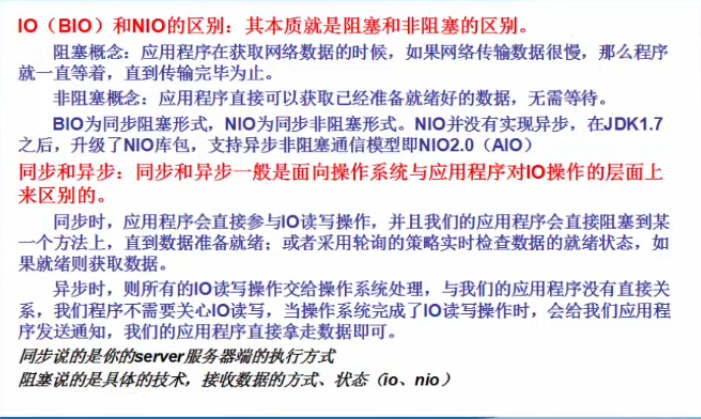 IO（BIO）和NIO的区别：其本质就是阻塞和非阻塞的区别。
阻塞概念：应用程序在获取网络数据的时候，如果网络传输数据很慢，那么程序
就一直等着，直到传输完毕为止。
非阻塞概念：应用程序直接可以获取已经准备就绪好的数据，无需等待。
BIO为同步阻塞形式，NIO为同步非阻塞形式。NIO并没有实现异步，在JDK1.7
之后，升级了NIO库包，支持异步非阻塞通信模型即NIO2.0（AIO）
同步和异步：同步和异步一般是面向操作系统与应用程序对IO操作的层面上
来区别的。
同步时，应用程序会直接参与IO读写操作，并且我们的应用程序会直接阻塞到某
一个方法上，直到数据准备就绪；或者采用轮询的策略实时检查数据的就绪状态，如
果就绪则获取数据。
异步时，则所有的IO读写操作交给操作系统处理，与我们的应用程序没有直接关
系，我们程序不需要关心IO读写，当操作系统完成了IO读写操作时，会给我们应用程
序发送通知，我们的应用程序直接拿走数据即可。
同步说的是你的server服务器端的执行方式
阻塞说的是具体的技术，接收数据的方式、状态（io、nio）